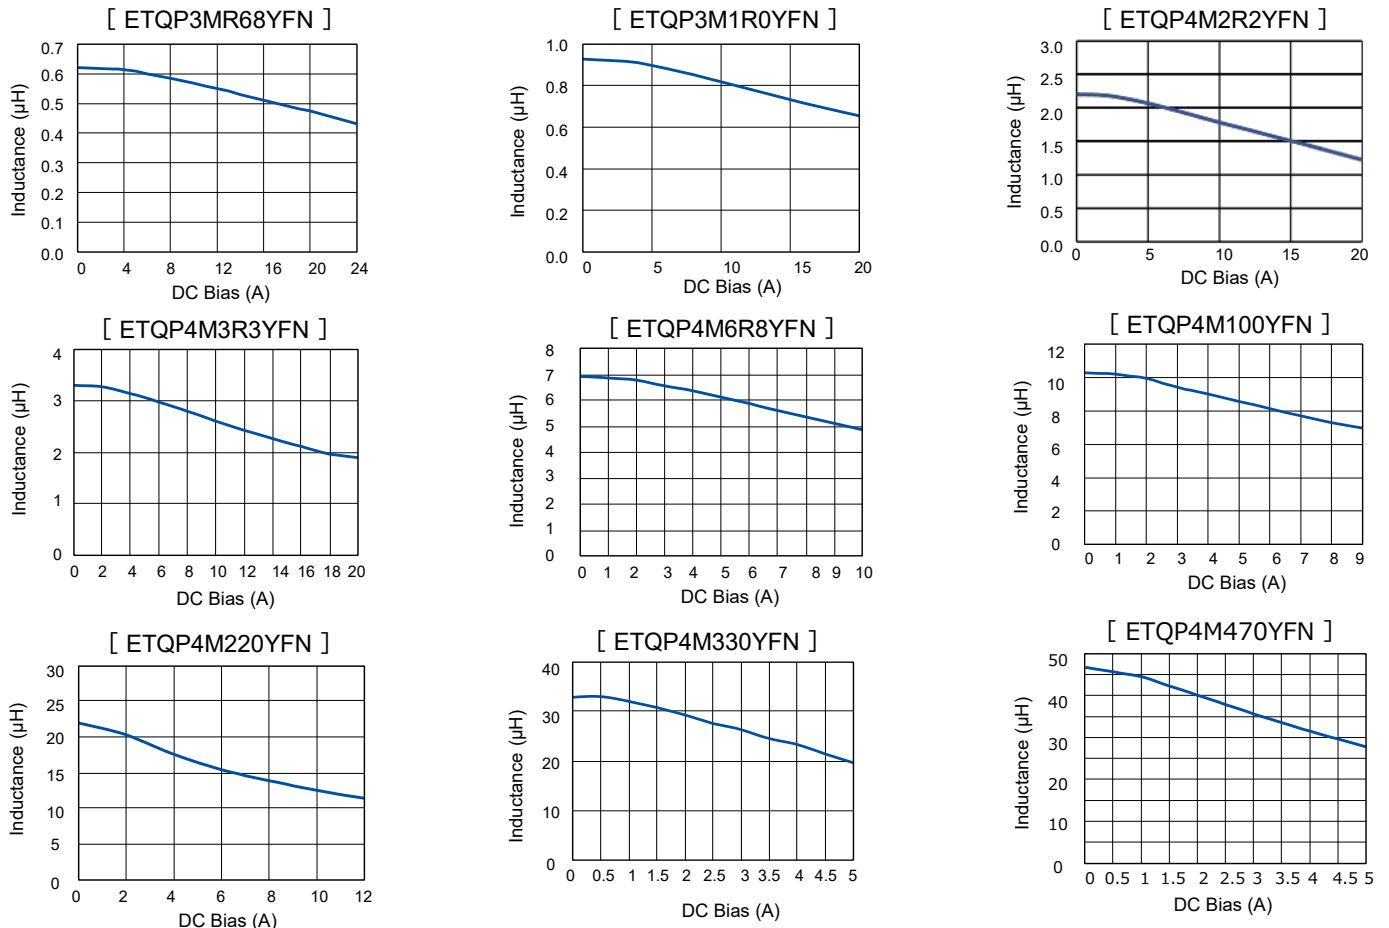 [ ETQP3MR68YFN ]
Inductance (µH)
0.7
0.6
0.5
0.4
0.3
0.2
0.1
0.0
0 4 8 12 16 20 24
DC Bias (A)
[ ETQP3M1R0YFN ]
Inductance (µH)
1.0
0.8
0.6
0.4
0.2
0.0
0 5 10 15 20
DC Bias (A)
[ ETQP4M2R2YFN ]
Inductance (µH)
3.0
2.5
2.0
1.5
1.0
0.5
0.0
0 5 10 15 20
DC Bias (A)
[ ETQP4M3R3YFN ]
Inductance (µH)
4
3
2
1
0
0 2 4 6 8 10 12 14 16 18 20
DC Bias (A)
[ ETQP4M6R8YFN ]
Inductance (µH)
8
7
6
5
4
3
2
1
0
0 1 2 3 4 5 6 7 8 9 10
DC Bias (A)
[ ETQP4M100YFN ]
Inductance (µH)
12
10
8
6
4
2
0
0 1 2 3 4 5 6 7 8 9
DC Bias (A)
[ ETQP4M220YFN ]
Inductance (µH)
30
25
20
15
10
5
0
0 2 4 6 8 10 12
DC Bias (A)
[ ETQP4M330YFN ]
Inductance (µH)
40
30
20
10
0
0 0.5 1 1.5 2 2.5 3 3.5 4 4.5 5
DC Bias (A)
[ ETQP4M470YFN ]
Inductance (µH)
50
40
30
20
10
0
0 0.5 1 1.5 2 2.5 3 3.5 4 4.5 5
DC Bias (A)